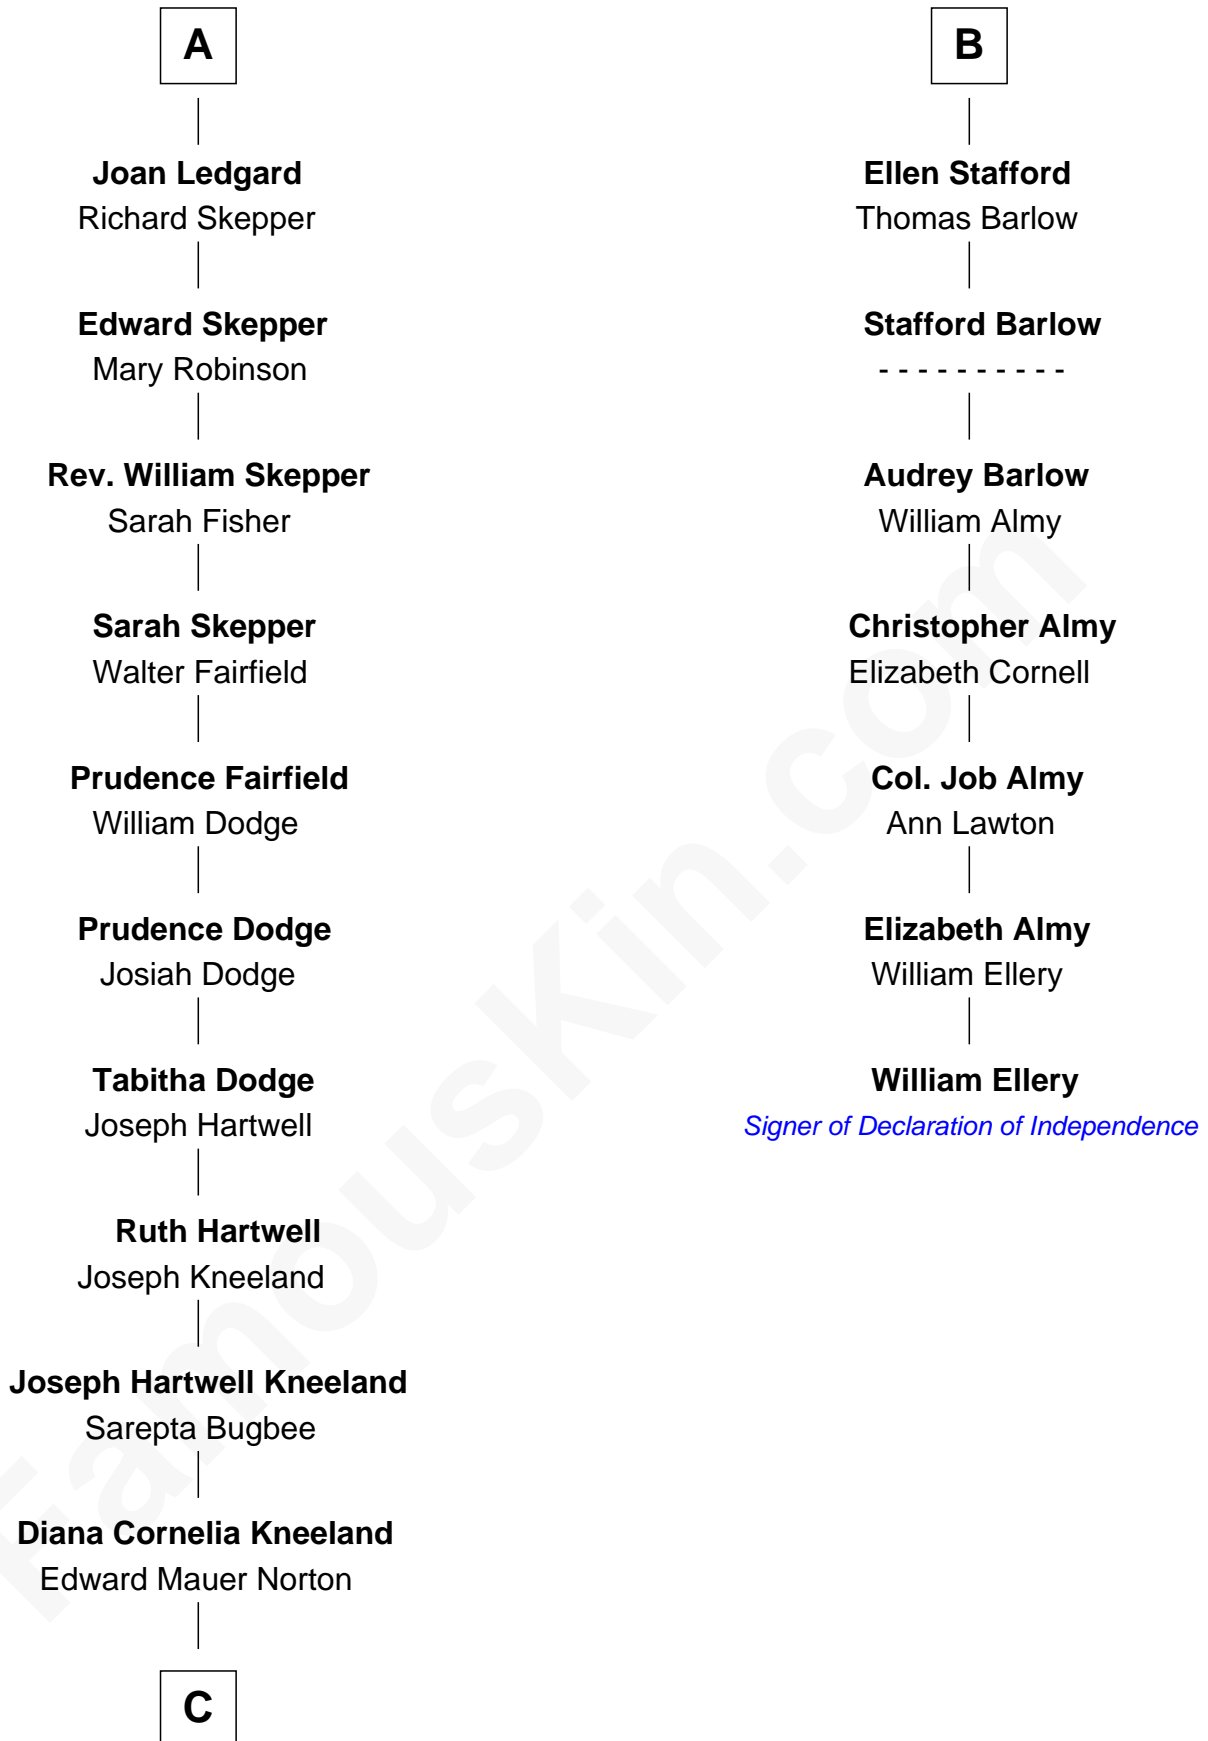 A
Joan Ledgard
Richard Skepper
Edward Skepper
Mary Robinson
Rev. William Skepper
Sarah Fisher
Sarah Skepper
Walter Fairfield
Prudence Fairfield
William Dodge
Prudence Dodge
Josiah Dodge
Tabitha Dodge
Joseph Hartwell
Ruth Hartwell
Joseph Kneeland
Joseph Hartwell Kneeland
Sarepta Bugbee
Diana Cornelia Kneeland
Edward Mauer Norton
C
B
Ellen Stafford
Thomas Barlow
Stafford Barlow
- - - - - - - - - -
Audrey Barlow
William Almy
Christopher Almy
Elizabeth Cornell
Col. Job Almy
Ann Lawton
Elizabeth Almy
William Ellery
William Ellery
Signer of Declaration of Independence
FamousKin.com